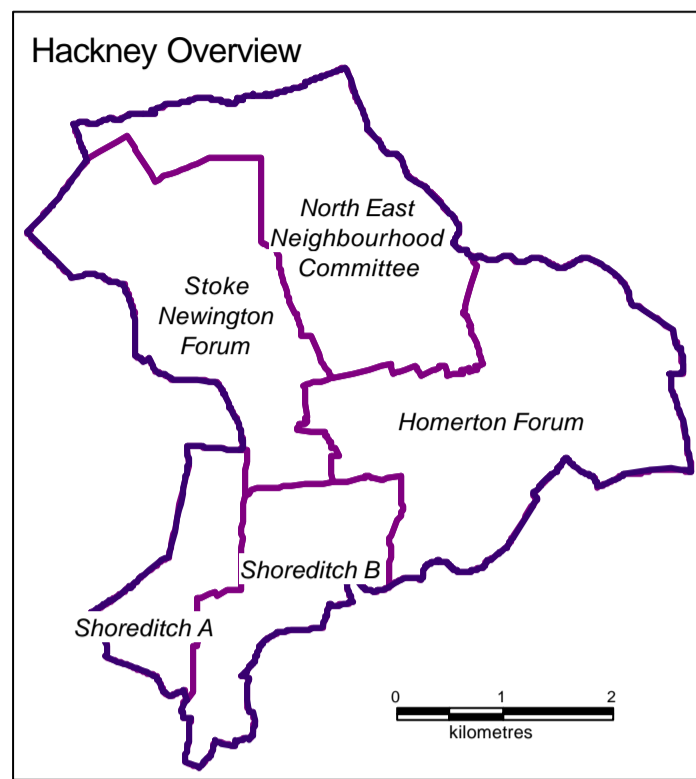 Hackney Overview
North East
Neighbourhood
Committee
Stoke
Newington
Forum
Homerton Forum
Shoreditch B
Shoreditch A
0 1 2
kilometres